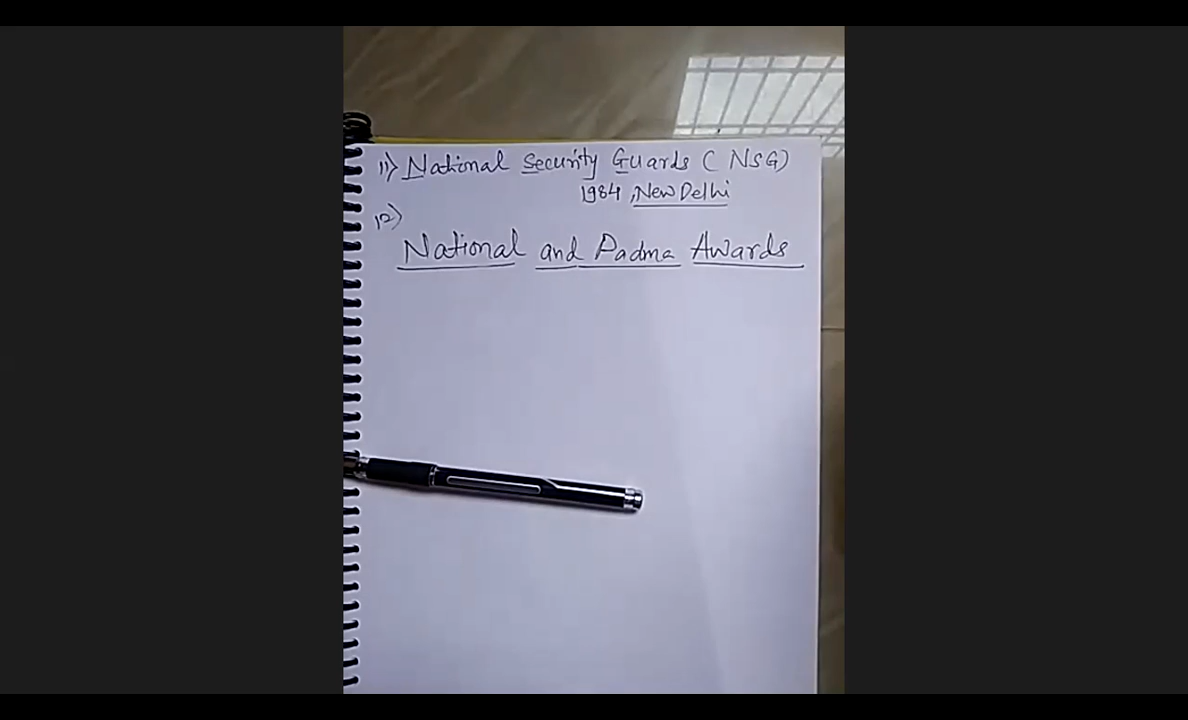 11) National Security Guards ( NSG)
1984, New Delhi
12)
National and Padma Awards